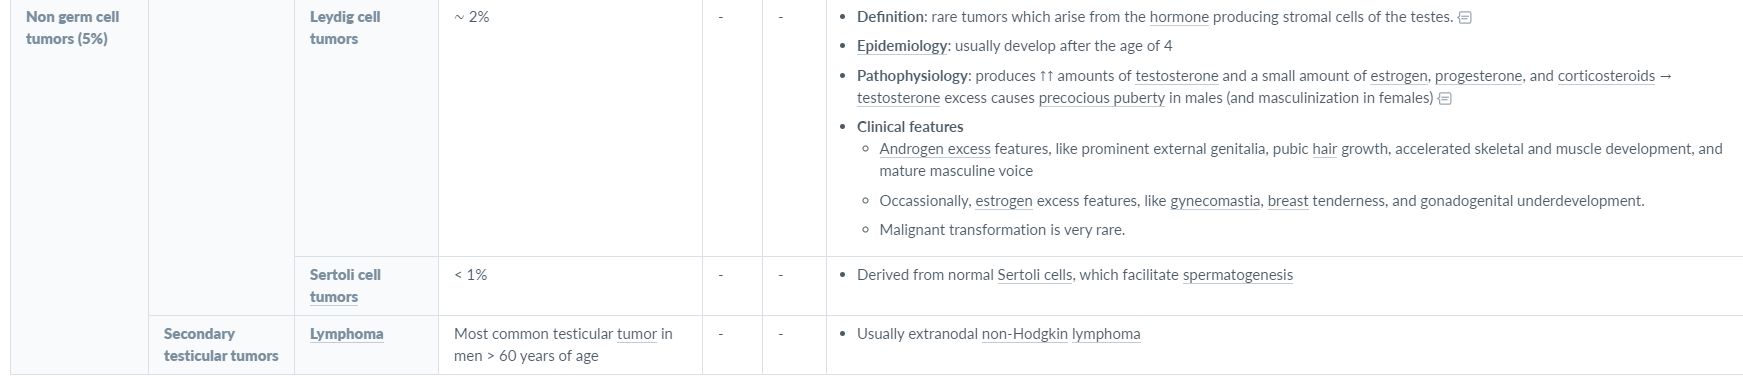 Non germ cell
tumors (5%)
Leydig cell
tumors
~ 2%
-
-
Definition: rare tumors which arise from the hormone producing stromal cells of the testes.
Epidemiology: usually develop after the age of 4
Pathophysiology: produces ↑↑ amounts of testosterone and a small amount of estrogen, progesterone, and corticosteroids →
testosterone excess causes precocious puberty in males (and masculinization in females)
Clinical features
Androgen excess features, like prominent external genitalia, pubic hair growth, accelerated skeletal and muscle development, and
mature masculine voice
Occassionally, estrogen excess features, like gynecomastia, breast tenderness, and gonadogenital underdevelopment.
Malignant transformation is very rare.
Sertoli cell
tumors
< 1%
-
-
Derived from normal Sertoli cells, which facilitate spermatogenesis
Secondary
testicular tumors
Lymphoma
Most common testicular tumor in
men > 60 years of age
-
-
Usually extranodal non-Hodgkin lymphoma